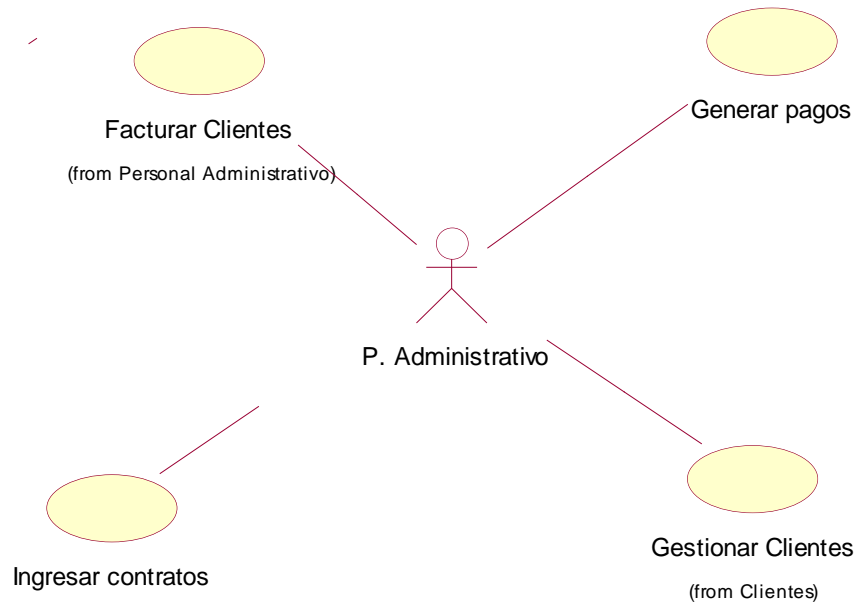 Generar pagos
Facturar Clientes
(from Personal Administrativo)
P. Administrativo
Gestionar Clientes
(from Clientes)
Ingresar contratos